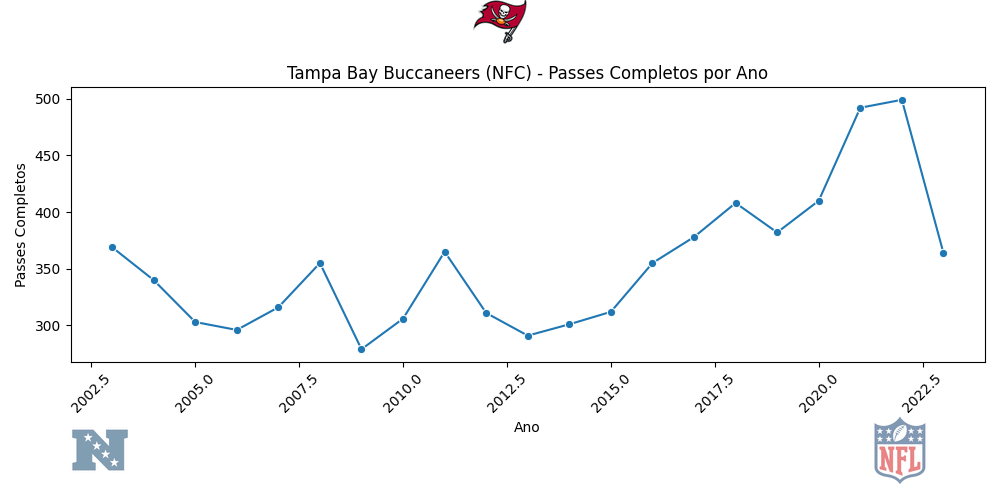 Tampa Bay Buccaneers (NFC) - Passes Completos por Ano
500
450
400
350
300
Passes Completos
2002.5
2005.0
2007.5
2010.0
2012.5
2015.0
2017.5
2020.0
2022.5
Ano
N
NFL